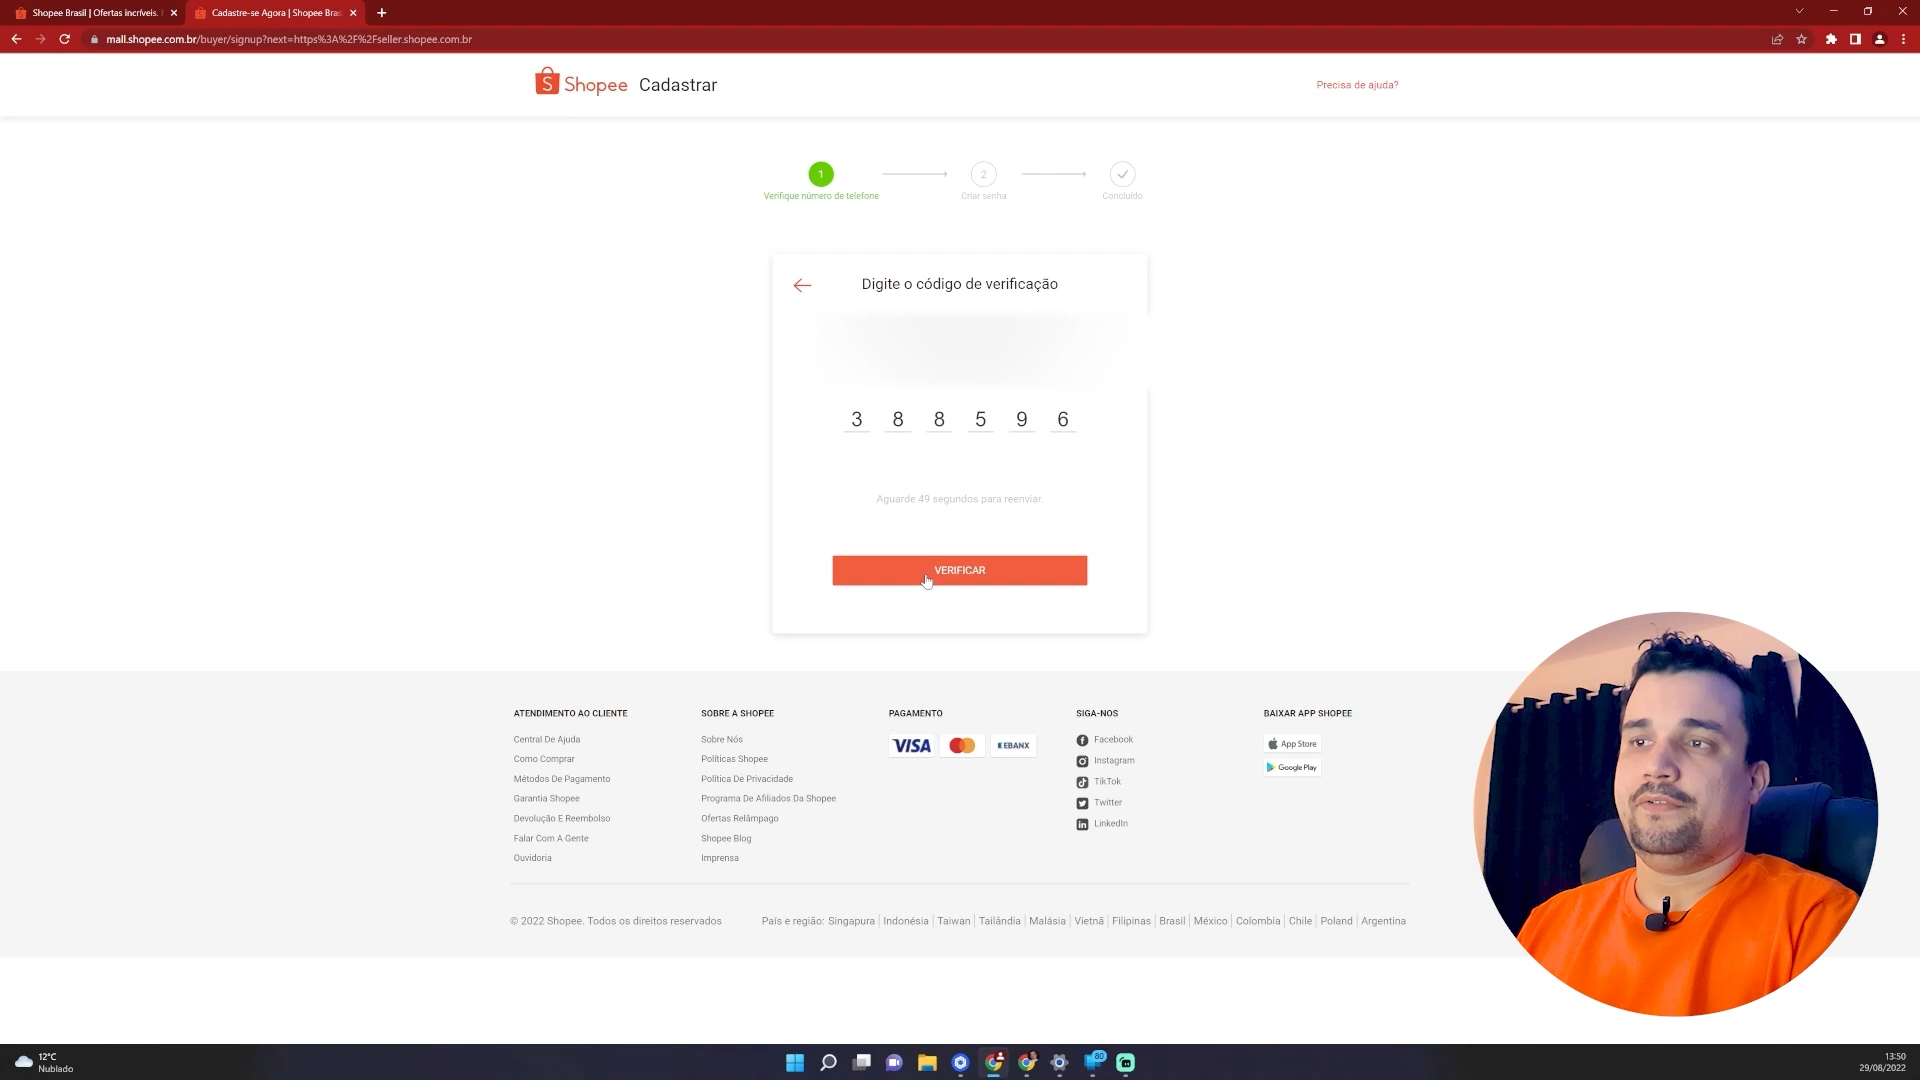 Shopee Brasil | Ofertas incríveis.
Cadastre-se Agora | Shopee Bras
mall.shopee.com.br/buyer/signup?next=https%3A%2F%2Fseller.shopee.com.br
S Shopee Cadastrar
Precisa de ajuda?
1
2
Verifique número de telefone
Criar senha
Concluído
Digite o código de verificação
3 8 8 5 9 6
Aguarde 49 segundos para reenviar.
VERIFICAR
ATENDIMENTO AO CLIENTE
Central De Ajuda
Como Comprar
Métodos De Pagamento
Garantia Shopee
Devolução E Reembolso
Falar Com A Gente
Ouvidoria
SOBRE A SHOPEE
Sobre Nós
Políticas Shopee
Política De Privacidade
Programa De Afiliados Da Shopee
Ofertas Relâmpago
Shopee Blog
Imprensa
PAGAMENTO
VISA
EBANX
SIGA-NOS
Facebook
Instagram
TikTok
Twitter
LinkedIn
BAIXAR APP SHOPEE
App Store
Google Play
© 2022 Shopee. Todos os direitos reservados
País e região: Singapura | Indonésia | Taiwan | Tailândia | Malásia | Vietnã | Filipinas | Brasil | México | Colombia | Chile | Poland | Argentina
12°C
Nublado
80
13:50
29/08/2022